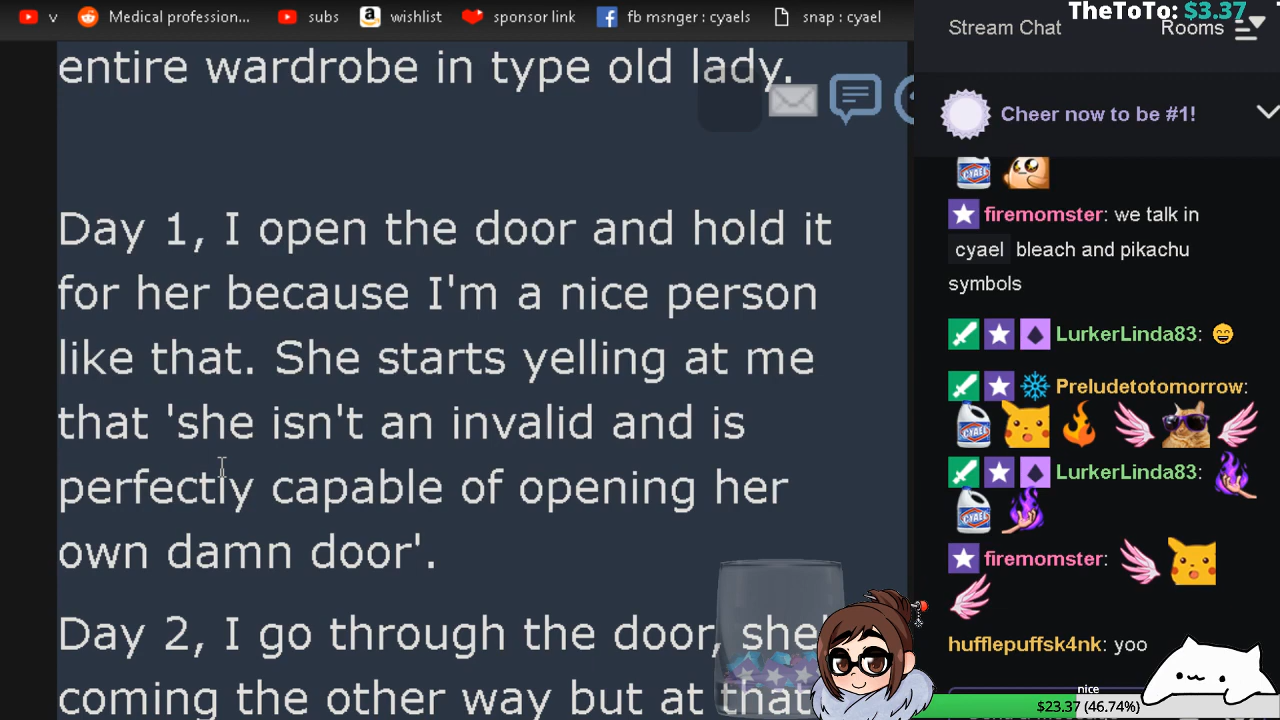 v
Medical profession...
subs
wishlist
sponsor link
fb msnger : cyaels
snap : cyael
entire wardrobe in type old lady.
Day 1, I open the door and hold it
for her because I'm a nice person
like that. She starts yelling at me
that 'she isn't an invalid and is
perfectly capable of opening her
own damn door'.
Day 2, I go through the door, she'
coming the other way but at that
TheToTo: $3.37
Stream Chat
Rooms
Cheer now to be #1!
CYAEL
firemomster: we talk in
cyael bleach and pikachu
symbols
LurkerLinda83:
Preludetotomorrow:
CYAEL
LurkerLinda83:
CYAEL
firemomster:
hufflepuffsk4nk: yoo
nice
$23.37 (46.74%)